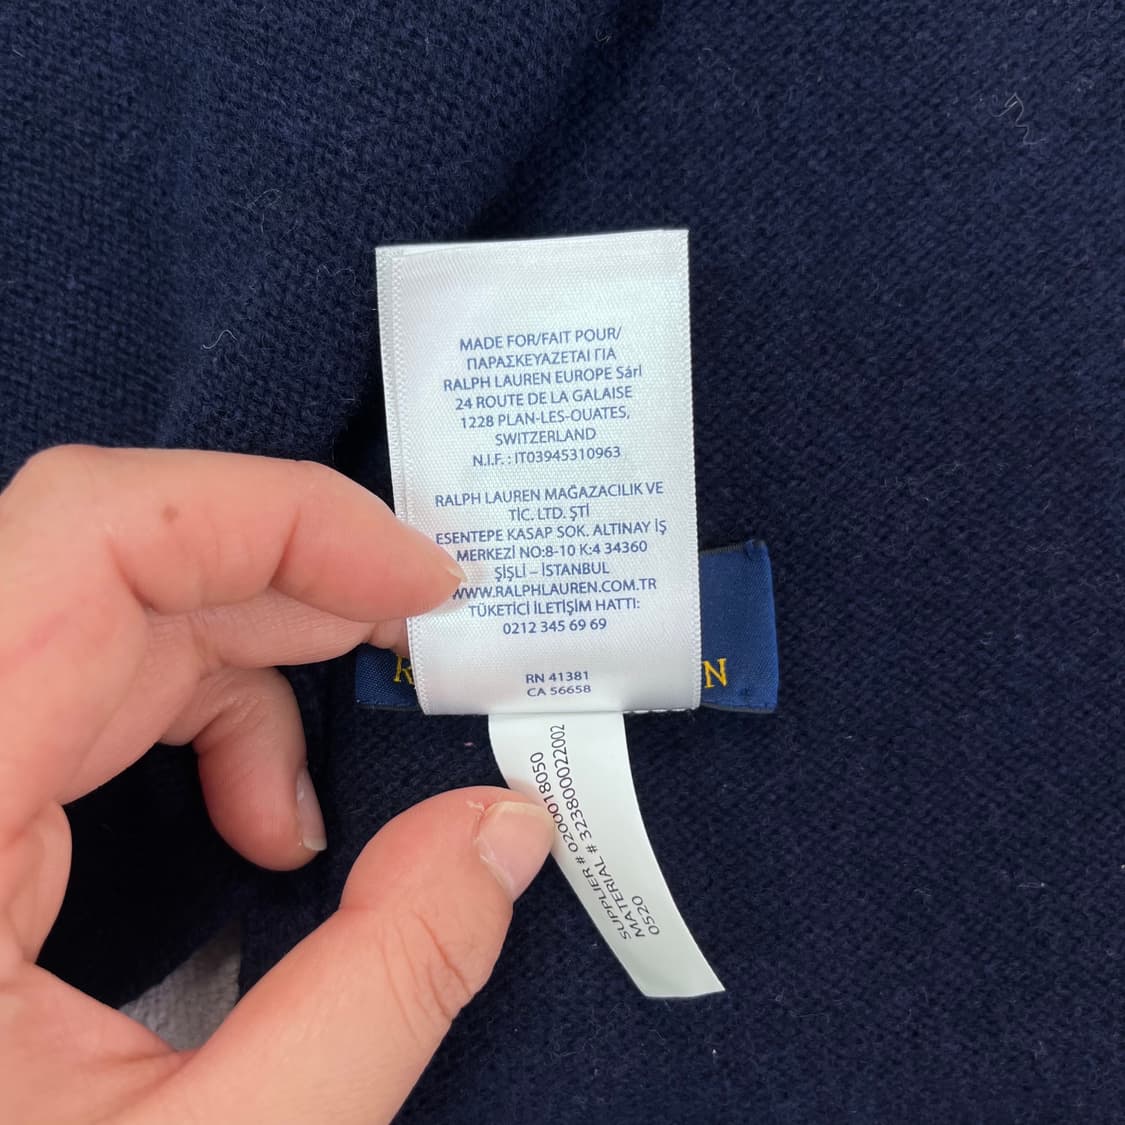 MADE FOR/FAIT POUR/
ΠΑΡΑΣΚΕΥΑΖΕΤΑΙ ΓΙΑ
RALPH LAUREN EUROPE Sárl
24 ROUTE DE LA GALAISE
1228 PLAN-LES-OUATES,
SWITZERLAND
N.I.F. : IT03945310963
RALPH LAUREN MAĞAZACILIK VE
TİC. LTD. ŞTİ
ESENTEPE KASAP SOK. ALTINAY İŞ
MERKEZİ NO:8-10 K:4 34360
ŞİŞLİ – İSTANBUL
WWW.RALPHLAUREN.COM.TR
TÜKETİCİ İLETİŞİM HATTI:
0212 345 69 69
RN 41381
CA 56658
R N
SUPPLIER # 0200018050
MATERIAL # 323800022002
0520